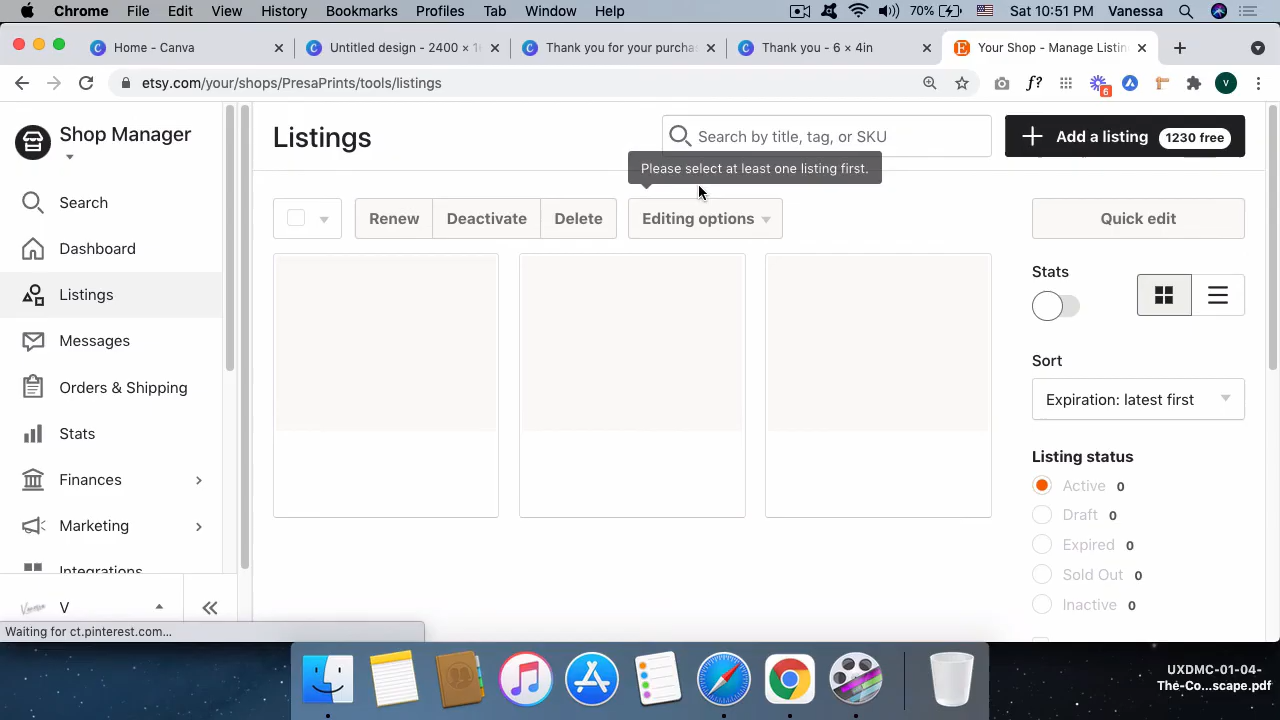 Chrome File Edit View History Bookmarks Profiles Tab Window Help 70% Sat 10:51 PM Vanessa
Home - Canva
Untitled design - 2400 × 1
Thank you for your purcha
Thank you - 6 × 4in
Your Shop - Manage Listin
etsy.com/your/shops/PresaPrints/tools/listings
f?
6
V
Shop Manager
Search
Dashboard
Listings
Messages
Orders & Shipping
Stats
Finances
Marketing
Integrations
V
Waiting for ct.pinterest.com...
Listings
Search by title, tag, or SKU
Add a listing 1230 free
Please select at least one listing first.
Renew
Deactivate
Delete
Editing options
Quick edit
Stats
Sort
Expiration: latest first
Listing status
Active 0
Draft 0
Expired 0
Sold Out 0
Inactive 0
UXDMC-01-04-
The-Co...scape.pdf